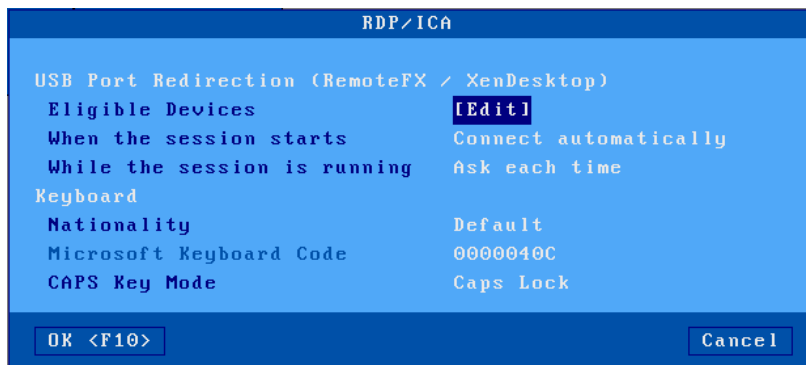 RDP/ICA
USB Port Redirection (RemoteFX / XenDesktop)
Eligible Devices [Edit]
When the session starts Connect automatically
While the session is running Ask each time
Keyboard
Nationality Default
Microsoft Keyboard Code 0000040C
CAPS Key Mode Caps Lock
OK <F10> Cancel